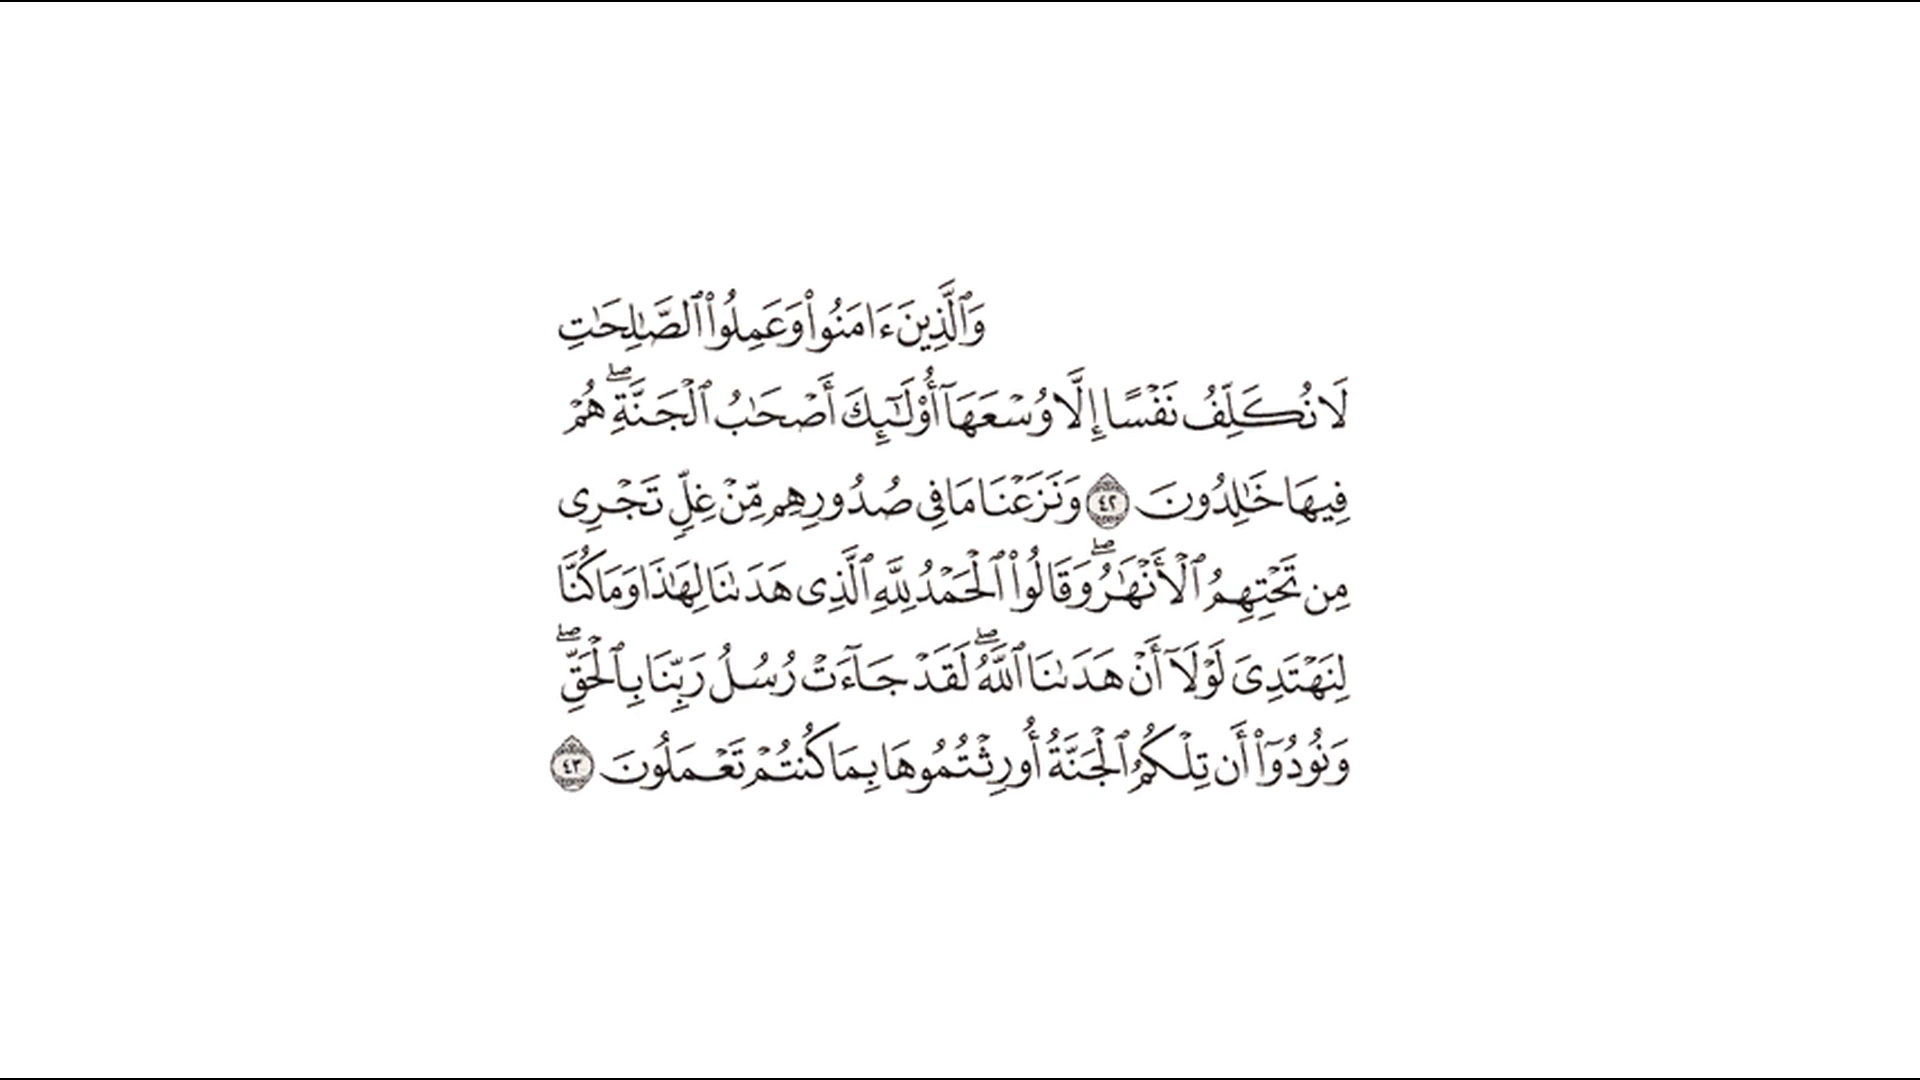 وَٱلَّذِينَ ءَامَنُوا۟ وَعَمِلُوا۟ ٱلصَّـٰلِحَـٰتِ
لَا نُكَلِّفُ نَفْسًا إِلَّا وُسْعَهَآ أُو۟لَـٰٓئِكَ أَصْحَـٰبُ ٱلْجَنَّةِ ۖ هُمْ
فِيهَا خَـٰلِدُونَ ٤٢ وَنَزَعْنَا مَا فِى صُدُورِهِم مِّنْ غِلٍّ تَجْرِى
مِن تَحْتِهِمُ ٱلْأَنْهَـٰرُ ۖ وَقَالُوا۟ ٱلْحَمْدُ لِلَّهِ ٱلَّذِى هَدَىٰنَا لِهَـٰذَا وَمَا كُنَّا
لِنَهْتَدِىَ لَوْلَآ أَنْ هَدَىٰنَا ٱللَّهُ ۖ لَقَدْ جَآءَتْ رُسُلُ رَبِّنَا بِٱلْحَقِّ ۖ
وَنُودُوٓا۟ أَن تِلْكُمُ ٱلْجَنَّةُ أُورِثْتُمُوهَا بِمَا كُنتُمْ تَعْمَلُونَ ٤٣